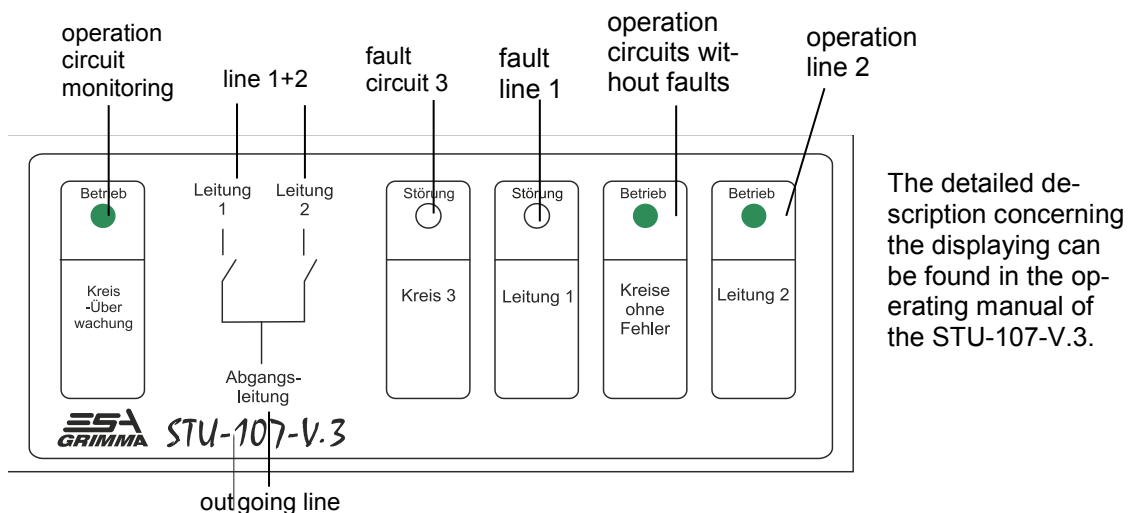 operation
circuit
monitoring
line 1+2
fault
circuit 3
fault
line 1
operation
circuits wit-
hout faults
operation
line 2
Betrieb
Kreis
-Über
wachung
Leitung
1
Leitung
2
Abgangs-
leitung
Störung
Kreis 3
Störung
Leitung 1
Betrieb
Kreise
ohne
Fehler
Betrieb
Leitung 2
ESA
GRIMMA
STU-107-V.3
outgoing line
The detailed de-
scription concerning
the displaying can
be found in the op-
erating manual of
the STU-107-V.3.